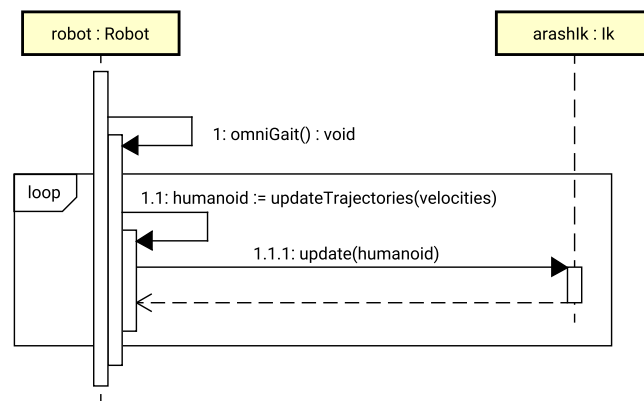 robot : Robot
arashIk : Ik
1: omniGait() : void
loop
1.1: humanoid := updateTrajectories(velocities)
1.1.1: update(humanoid)